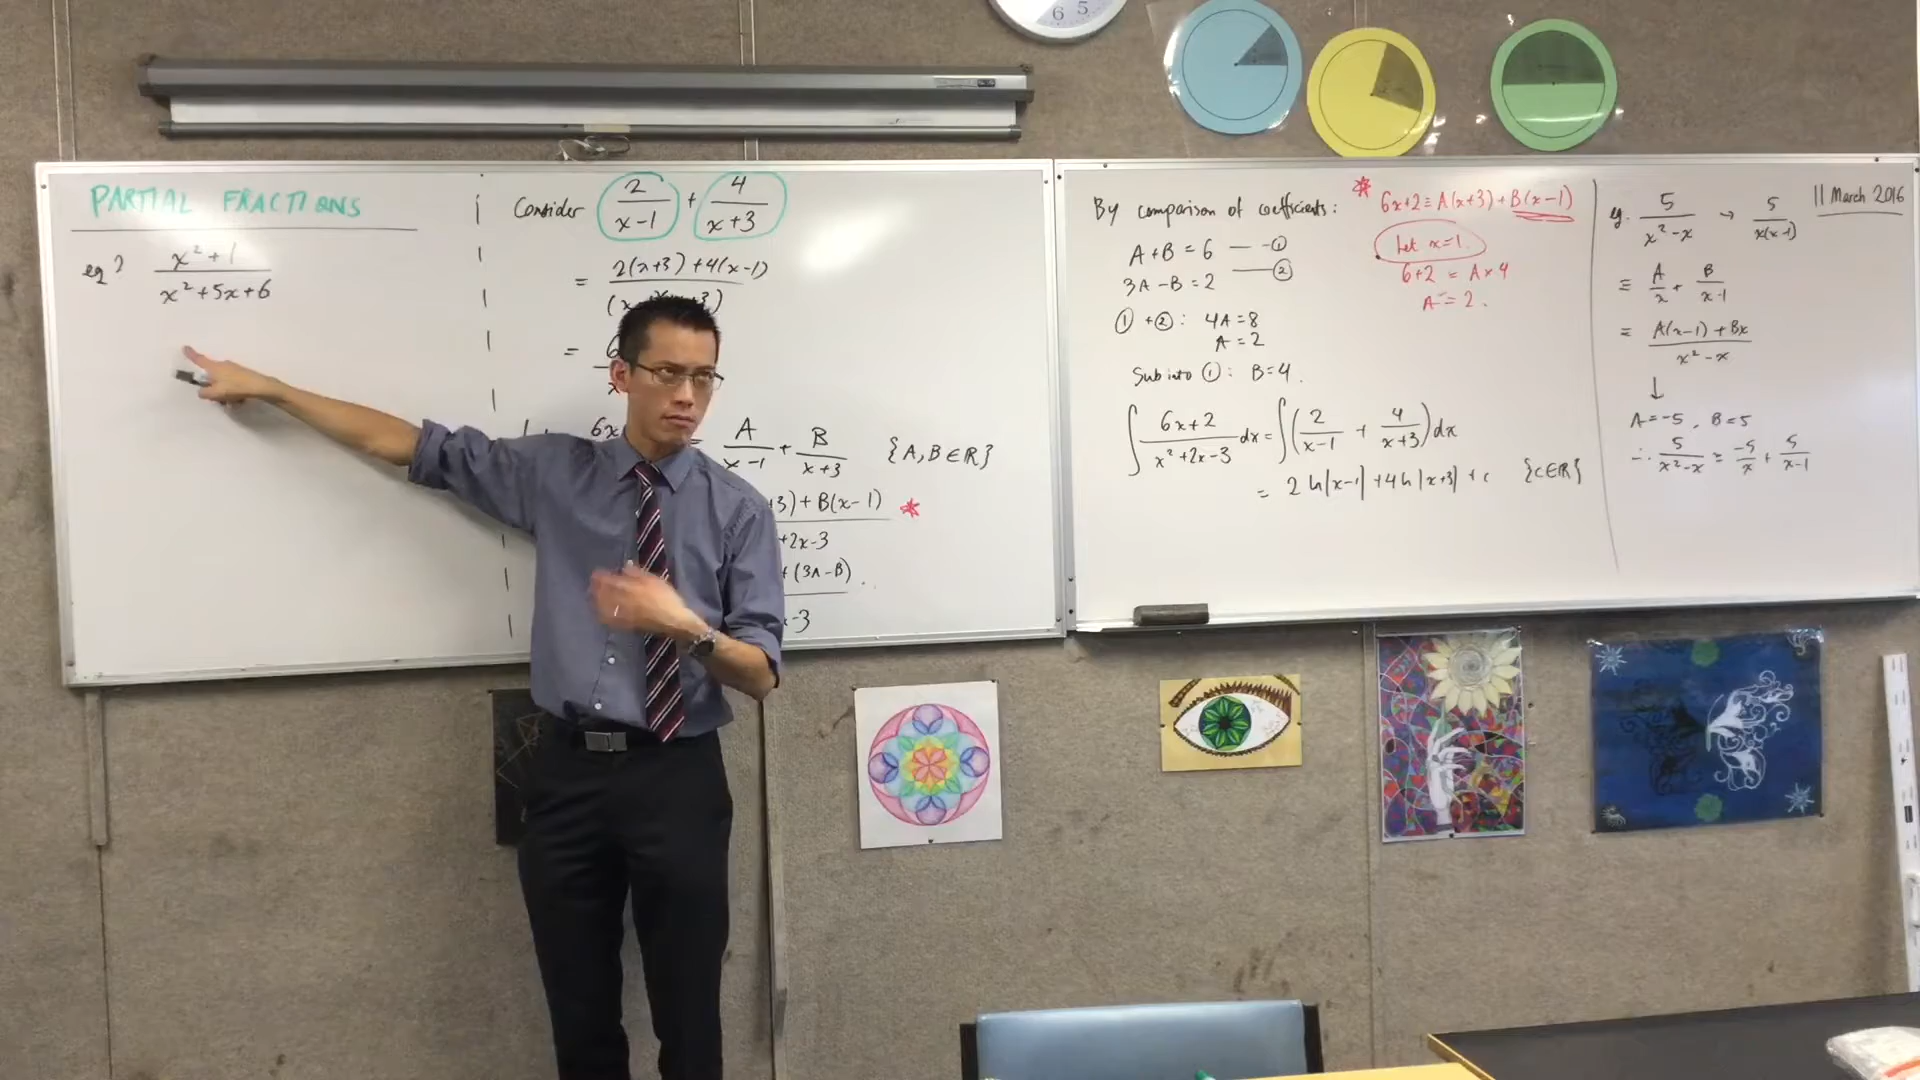 PARTIAL FRACTIONS
eg 2
x² + 1
x² + 5x + 6
Consider 2/(x-1) + 4/(x+3)
= 2(x+3) + 4(x-1)
=
A/(x-1) + B/(x+3) {A, B ∈ ℝ}
+3) + B(x-1) *
+2x-3
+ (3A-B)
x-3
By comparison of coefficients:
A+B = 6 — ①
3A-B = 2 — ②
① + ②: 4A = 8
A = 2
Sub into ①: B = 4.
∫ (6x+2)/(x²+2x-3) dx = ∫ (2/(x-1) + 4/(x+3)) dx
= 2 ln|x-1| + 4 ln|x+3| + c {c ∈ ℝ}
* 6x+2 ≡ A(x+3) + B(x-1)
Let x=1.
6+2 = A×4
A = 2.
11 March 2016
eg. 5/(x²-x) → 5/(x(x-1))
≡ A/x + B/(x-1)
= (A(x-1) + Bx)/(x²-x)
↓
A = -5, B = 5
∴ 5/(x²-x) = -5/x + 5/(x-1)
6 5